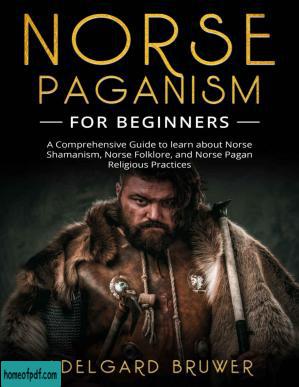 NORSE
PAGANISM
FOR BEGINNERS
A Comprehensive Guide to learn about Norse
Shamanism, Norse Folklore, and Norse Pagan
Religious Practices
DELGARD BRUWER
homeofpdf.com